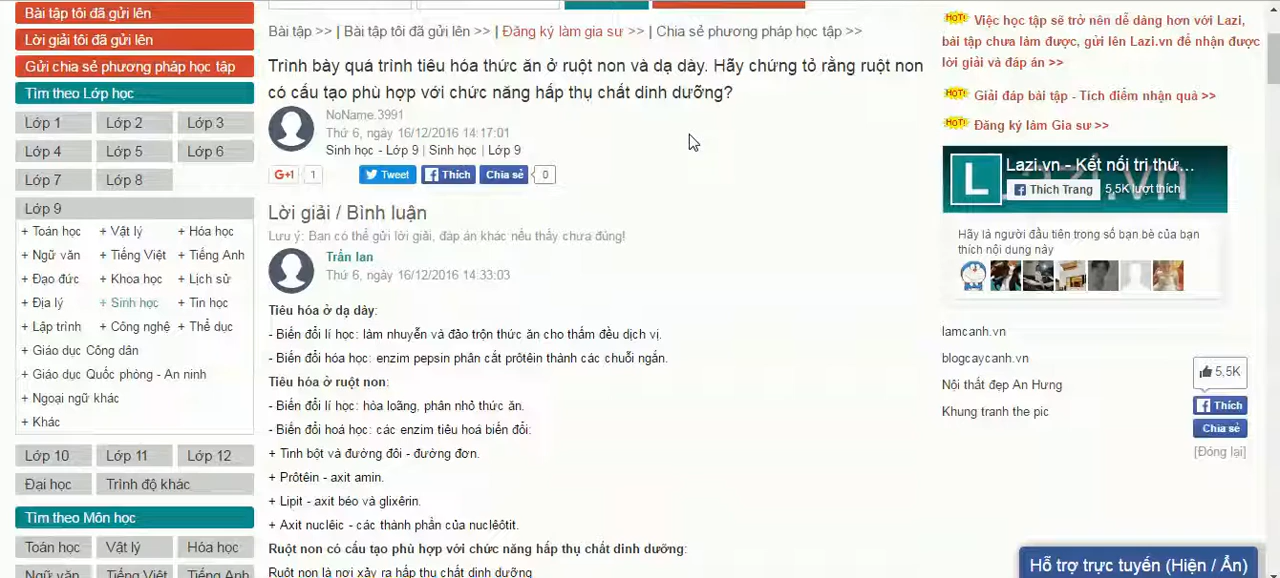 Bài tập tôi đã gửi lên
Lời giải tôi đã gửi lên
Gửi chia sẻ phương pháp học tập
Tìm theo Lớp học
Lớp 1 Lớp 2 Lớp 3
Lớp 4 Lớp 5 Lớp 6
Lớp 7 Lớp 8
Lớp 9
+ Toán học + Vật lý + Hóa học
+ Ngữ văn + Tiếng Việt + Tiếng Anh
+ Đạo đức + Khoa học + Lịch sử
+ Địa lý + Sinh học + Tin học
+ Lập trình + Công nghệ + Thể dục
+ Giáo dục Công dân
+ Giáo dục Quốc phòng - An ninh
+ Ngoại ngữ khác
+ Khác
Lớp 10 Lớp 11 Lớp 12
Đại học Trình độ khác
Tìm theo Môn học
Toán học Vật lý Hóa học
Ngữ văn Tiếng Việt Tiếng Anh
Bài tập >> | Bài tập tôi đã gửi lên >> | Đăng ký làm gia sư >> | Chia sẻ phương pháp học tập >>
Trình bày quá trình tiêu hóa thức ăn ở ruột non và dạ dày. Hãy chứng tỏ rằng ruột non
có cấu tạo phù hợp với chức năng hấp thụ chất dinh dưỡng?
NoName.3991
Thứ 6, ngày 16/12/2016 14:17:01
Sinh học - Lớp 9 | Sinh học | Lớp 9
G+1 1 Tweet Thích Chia sẻ 0
Lời giải / Bình luận
Lưu ý: Bạn có thể gửi lời giải, đáp án khác nếu thấy chưa đúng!
Trần lan
Thứ 6, ngày 16/12/2016 14:33:03
Tiêu hóa ở dạ dày:
- Biến đổi lí học: làm nhuyễn và đảo trộn thức ăn cho thấm đều dịch vị.
- Biến đổi hóa học: enzim pepsin phân cắt prôtêin thành các chuỗi ngắn.
Tiêu hóa ở ruột non:
- Biến đổi lí học: hòa loãng, phân nhỏ thức ăn.
- Biến đổi hoá học: các enzim tiêu hoá biến đổi:
+ Tinh bột và đường đôi - đường đơn.
+ Prôtêin - axit amin.
+ Lipit - axit béo và glixêrin.
+ Axit nuclêic - các thành phần của nuclêôtit.
Ruột non có cấu tạo phù hợp với chức năng hấp thụ chất dinh dưỡng:
Ruột non là nơi xảy ra hấp thụ chất dinh dưỡng
HOT! Việc học tập sẽ trở nên dễ dàng hơn với Lazi,
bài tập chưa làm được, gửi lên Lazi.vn để nhận được
lời giải và đáp án >>
HOT! Giải đáp bài tập - Tích điểm nhận quà >>
HOT! Đăng ký làm Gia sư >>
L
Lazi.vn - Kết nối tri thứ...
Thích Trang 5,5K lượt thích
Hãy là người đầu tiên trong số bạn bè của bạn
thích nội dung này
lamcanh.vn
blogcaycanh.vn
Nội thất đẹp An Hưng
Khung tranh the pic
5,5K
Thích
Chia sẻ
[Đóng lại]
Hỗ trợ trực tuyến (Hiện / Ẩn)